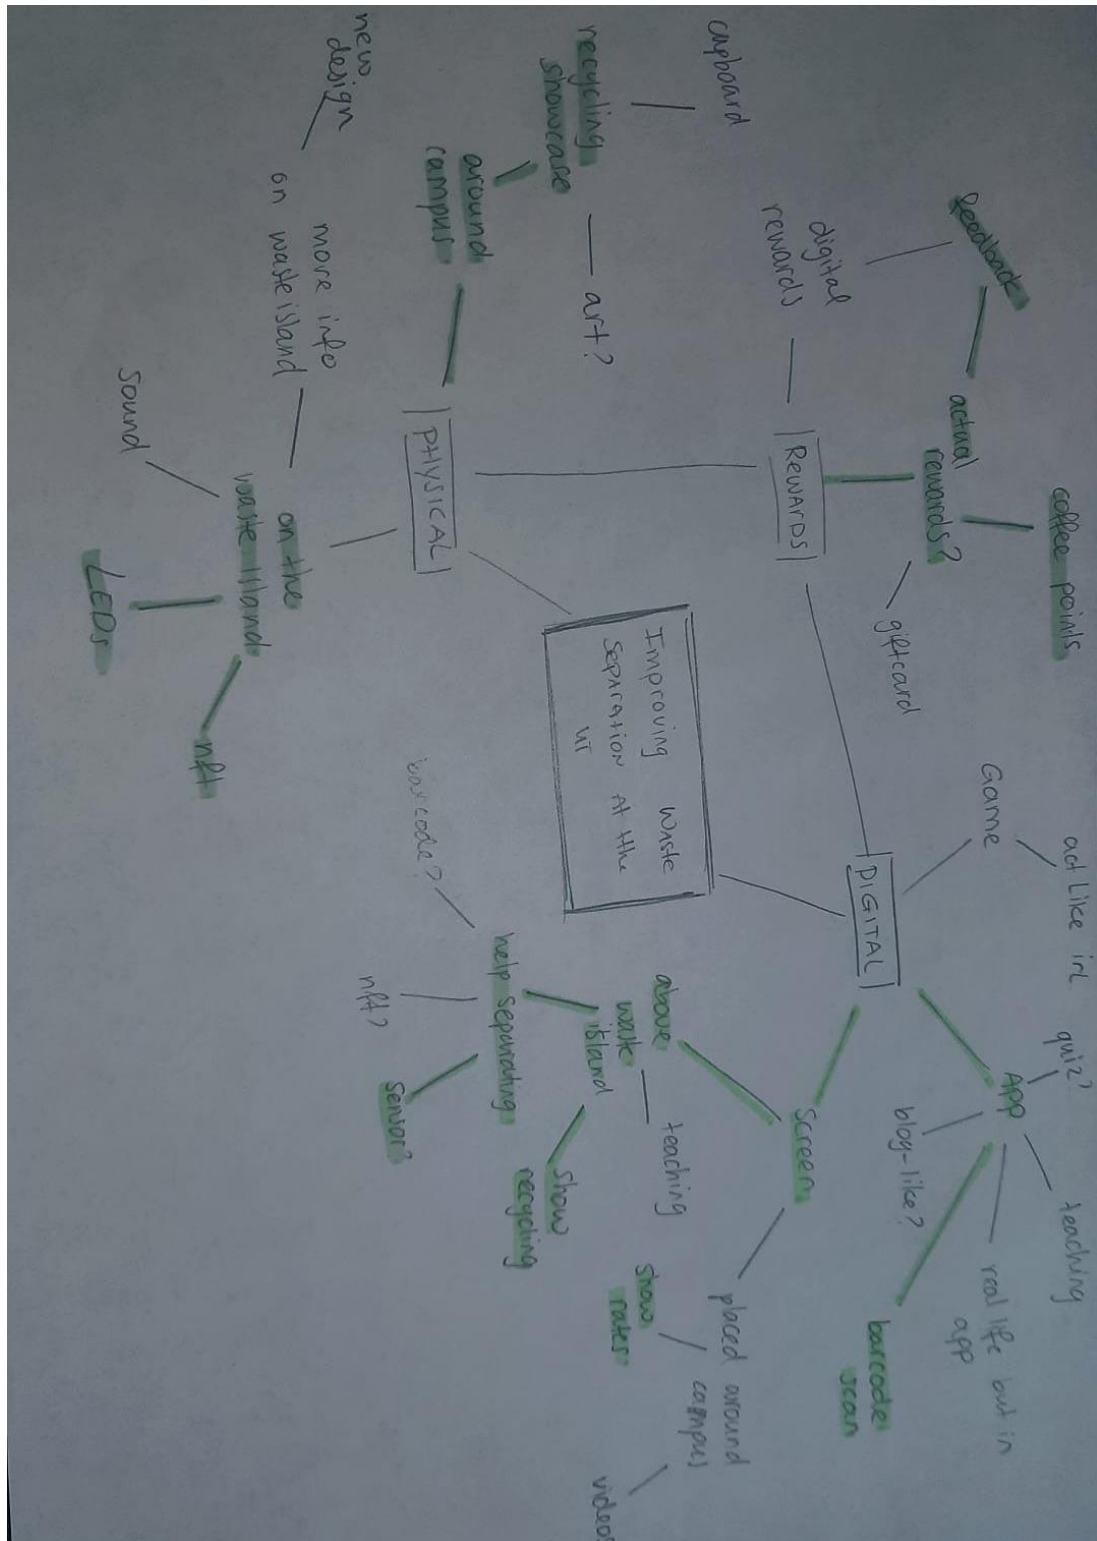 Improving Waste
Separation at the
UT
REWARDS
digital
rewards
feedback
actual
rewards?
coffee points
giftcard
DIGITAL
Game
act like irl
App
quiz?
teaching
blog-like?
real life but in
app
barcode
scan
Screen
placed around
campus
show
rates
videos
above
waste
island
teaching
show
recycling
help separating
barcode?
nft?
sensor?
PHYSICAL
around
campus
recycling
showcase
cupboard
art?
on the
waste island
more info
on waste island
new
design
Sound
LEDs
nft